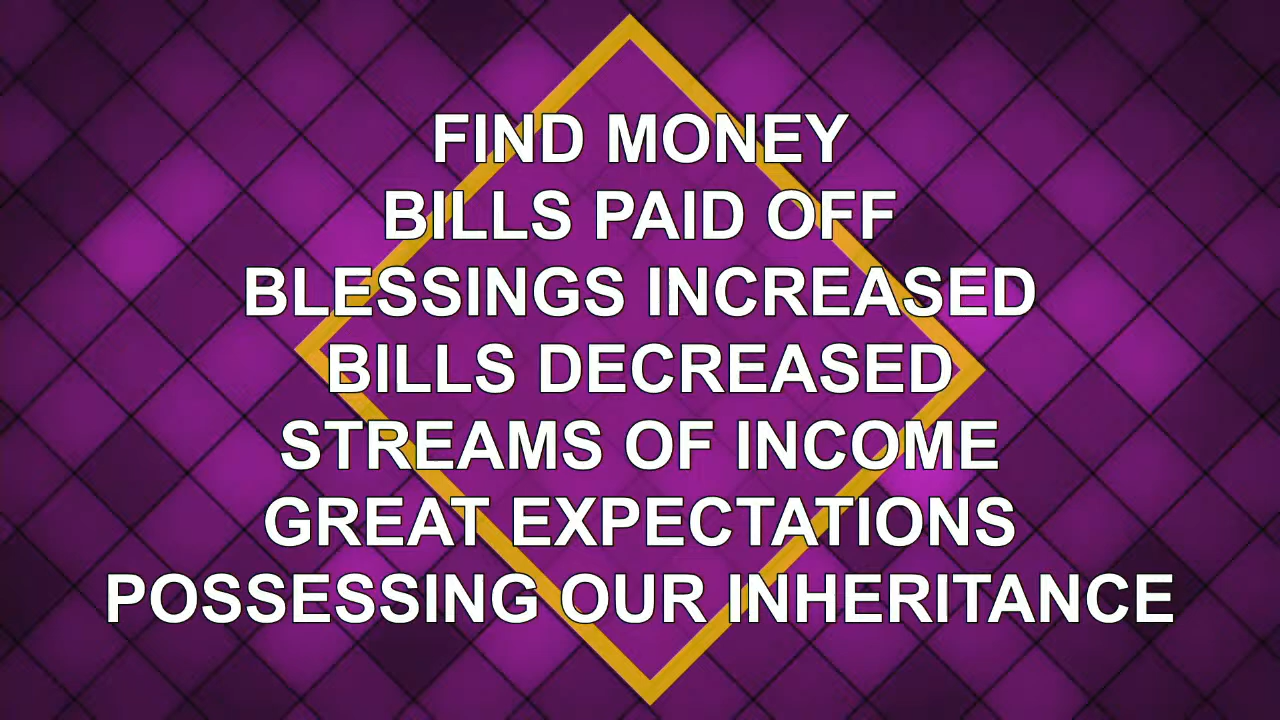 FIND MONEY
BILLS PAID OFF
BLESSINGS INCREASED
BILLS DECREASED
STREAMS OF INCOME
GREAT EXPECTATIONS
POSSESSING OUR INHERITANCE